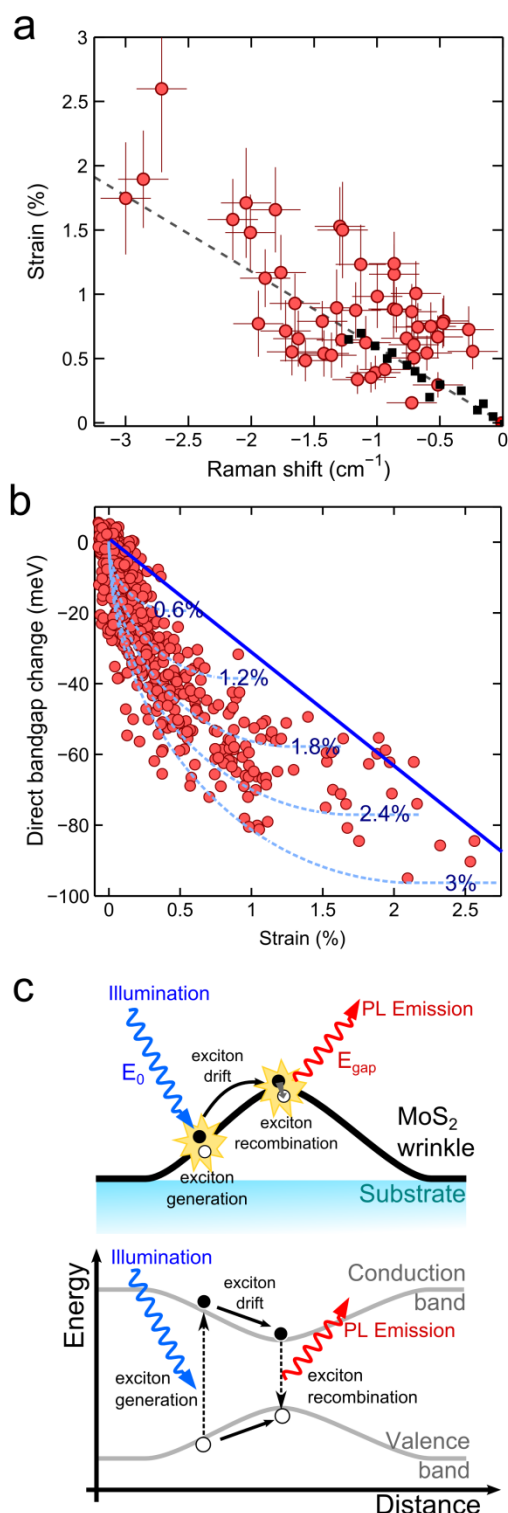 a
3
2.5
2
1.5
1
0.5
0
Strain (%)
−3 −2.5 −2 −1.5 −1 −0.5 0
Raman shift (cm⁻¹)
b
0
−20
−40
−60
−80
−100
Direct bandgap change (meV)
0.6%
1.2%
1.8%
2.4%
3%
0 0.5 1 1.5 2 2.5
Strain (%)
c
Illumination
PL Emission
E₀
exciton
drift
E_gap
exciton
recombination
MoS₂
wrinkle
exciton
generation
Substrate
Energy
Illumination
exciton
drift
Conduction
band
PL Emission
exciton
generation
exciton
recombination
Valence
band
Distance